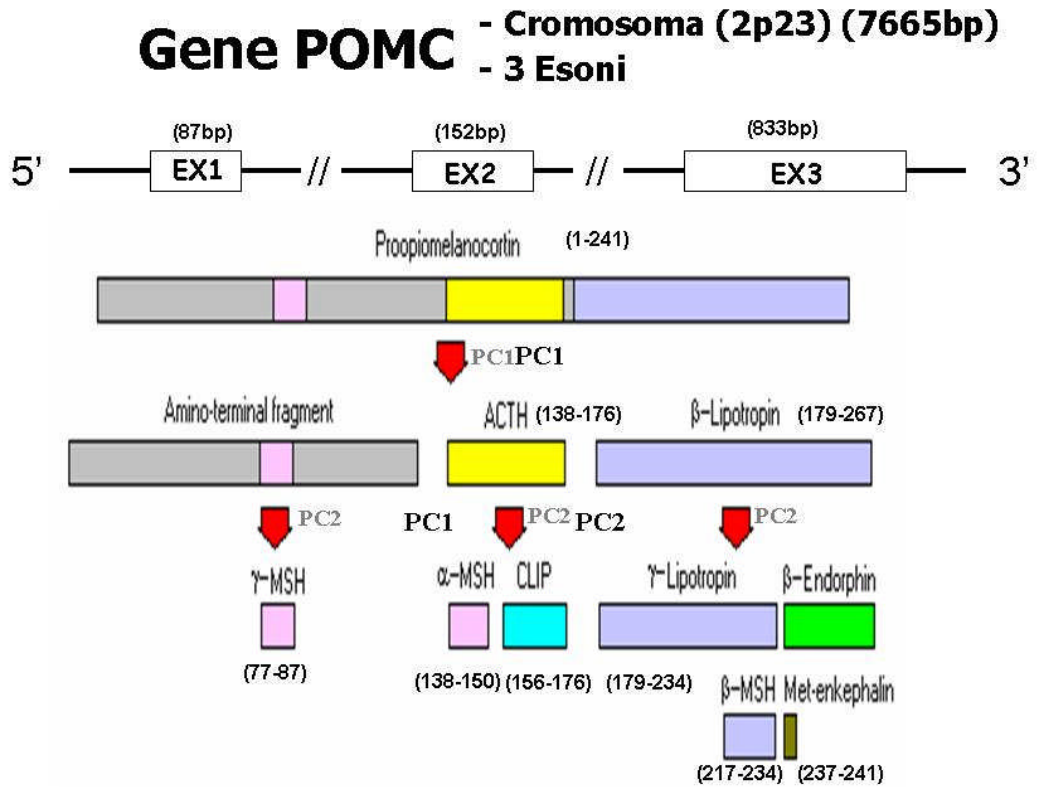 Gene POMC
- Cromosoma (2p23) (7665bp)
- 3 Esoni
(87bp) (152bp) (833bp)
5' EX1 // EX2 // EX3 3'
Proopiomelanocortin (1-241)
PC1 PC1
Amino-terminal fragment ACTH (138-176) β-Lipotropin (179-267)
PC2 PC1 PC2 PC2 PC2
γ-MSH α-MSH CLIP γ-Lipotropin β-Endorphin
(77-87) (138-150) (156-176) (179-234)
β-MSH Met-enkephalin
(217-234) (237-241)